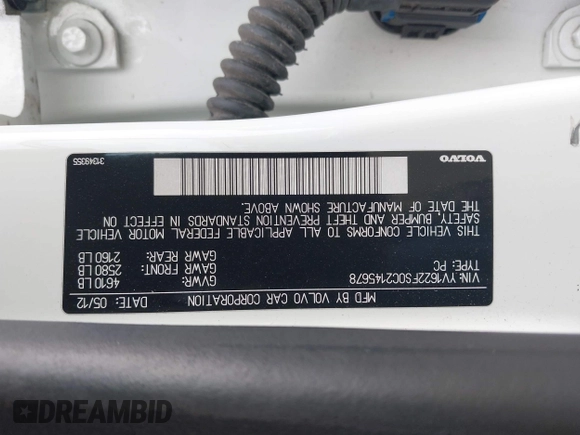 VOLVO
31349355
MFD BY: VOLVO CAR CORPORATION
DATE: 05/12
GVWR: 4610 LB
GAWR FRONT: 2580 LB
GAWR REAR: 2160 LB
THIS VEHICLE CONFORMS TO ALL APPLICABLE FEDERAL MOTOR VEHICLE
SAFETY, BUMPER AND THEFT PREVENTION STANDARDS IN EFFECT ON
THE DATE OF MANUFACTURE SHOWN ABOVE.
VIN: YV1622FS0C2145678
TYPE: PC
DREAMBID